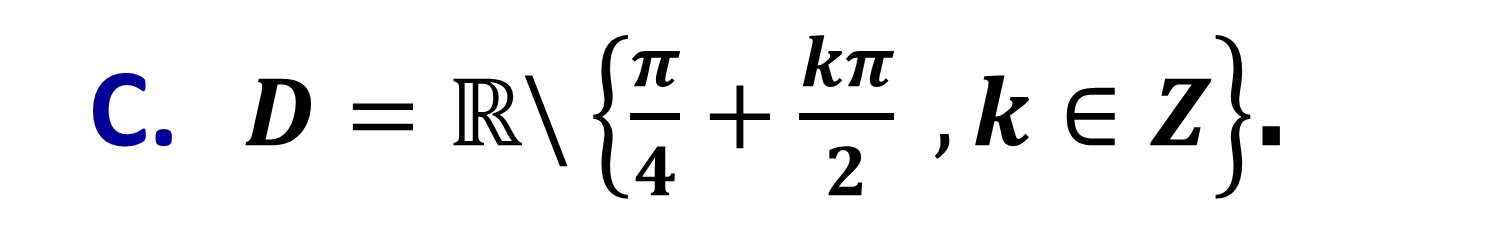 C. D = ℝ\{π/4 + kπ/2 , k ∈ Z}.